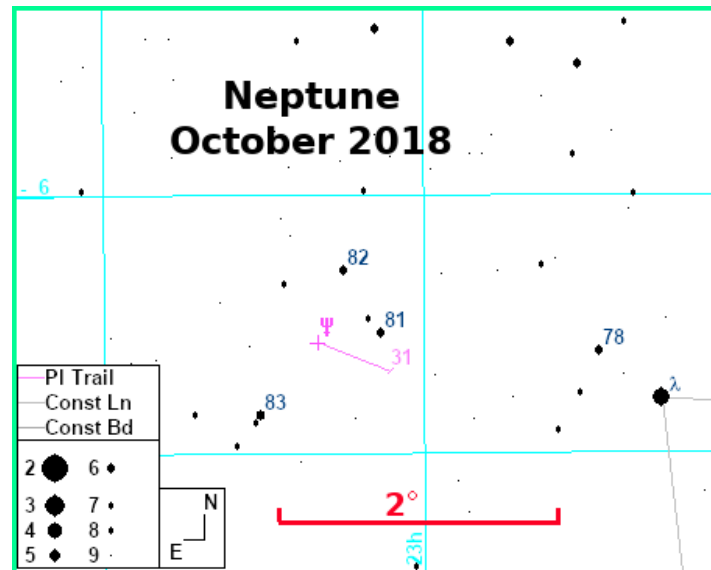 Neptune
October 2018
- 6
82
Ψ
81
31
78
λ
83
Pl Trail
Const Ln
Const Bd
2 6
3 7
4 8
5 9
N
E
2°
23h